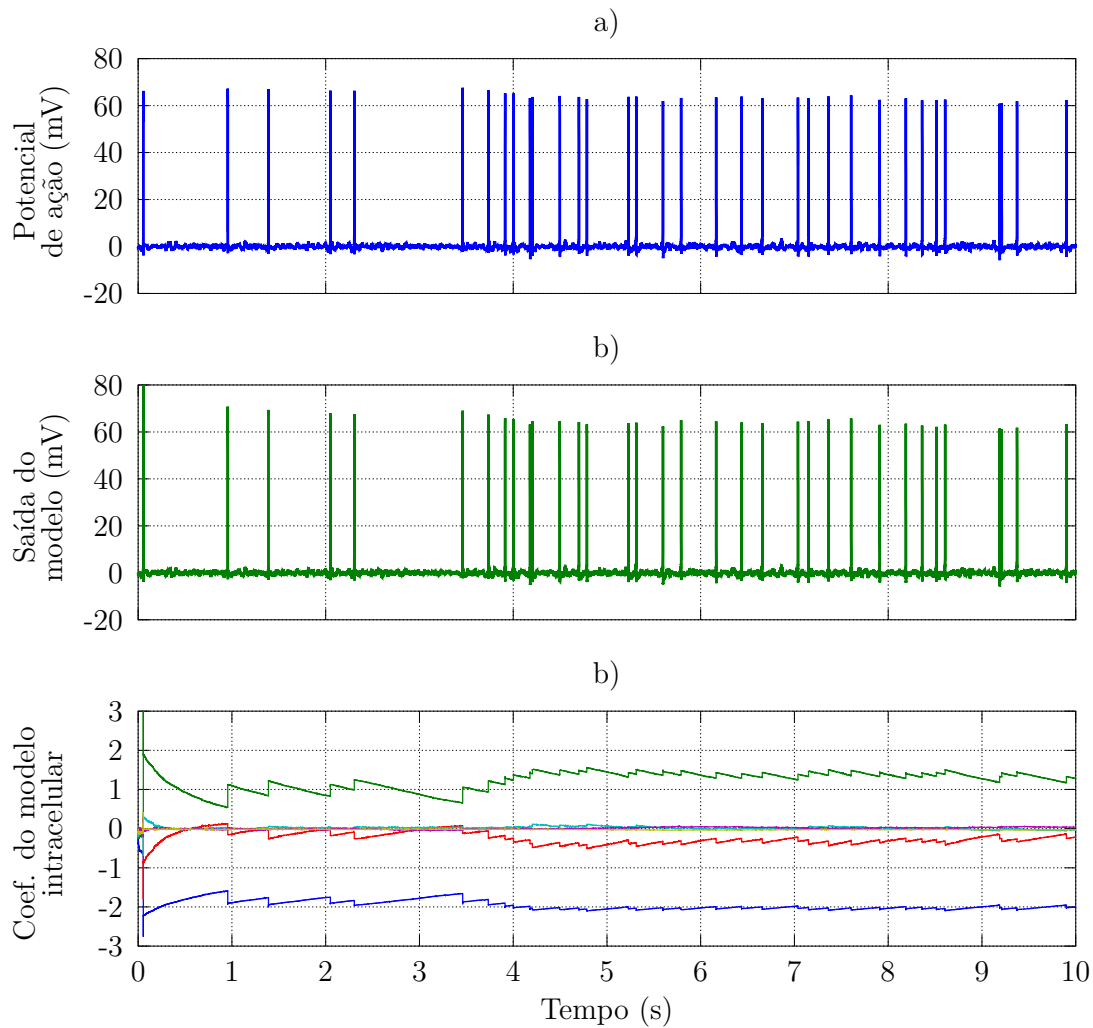 a)
80
60
40
20
0
-20
Potencial
de ação (mV)
b)
80
60
40
20
0
-20
Saída do
modelo (mV)
b)
3
2
1
0
-1
-2
-3
Coef. do modelo
intracelular
0 1 2 3 4 5 6 7 8 9 10
Tempo (s)